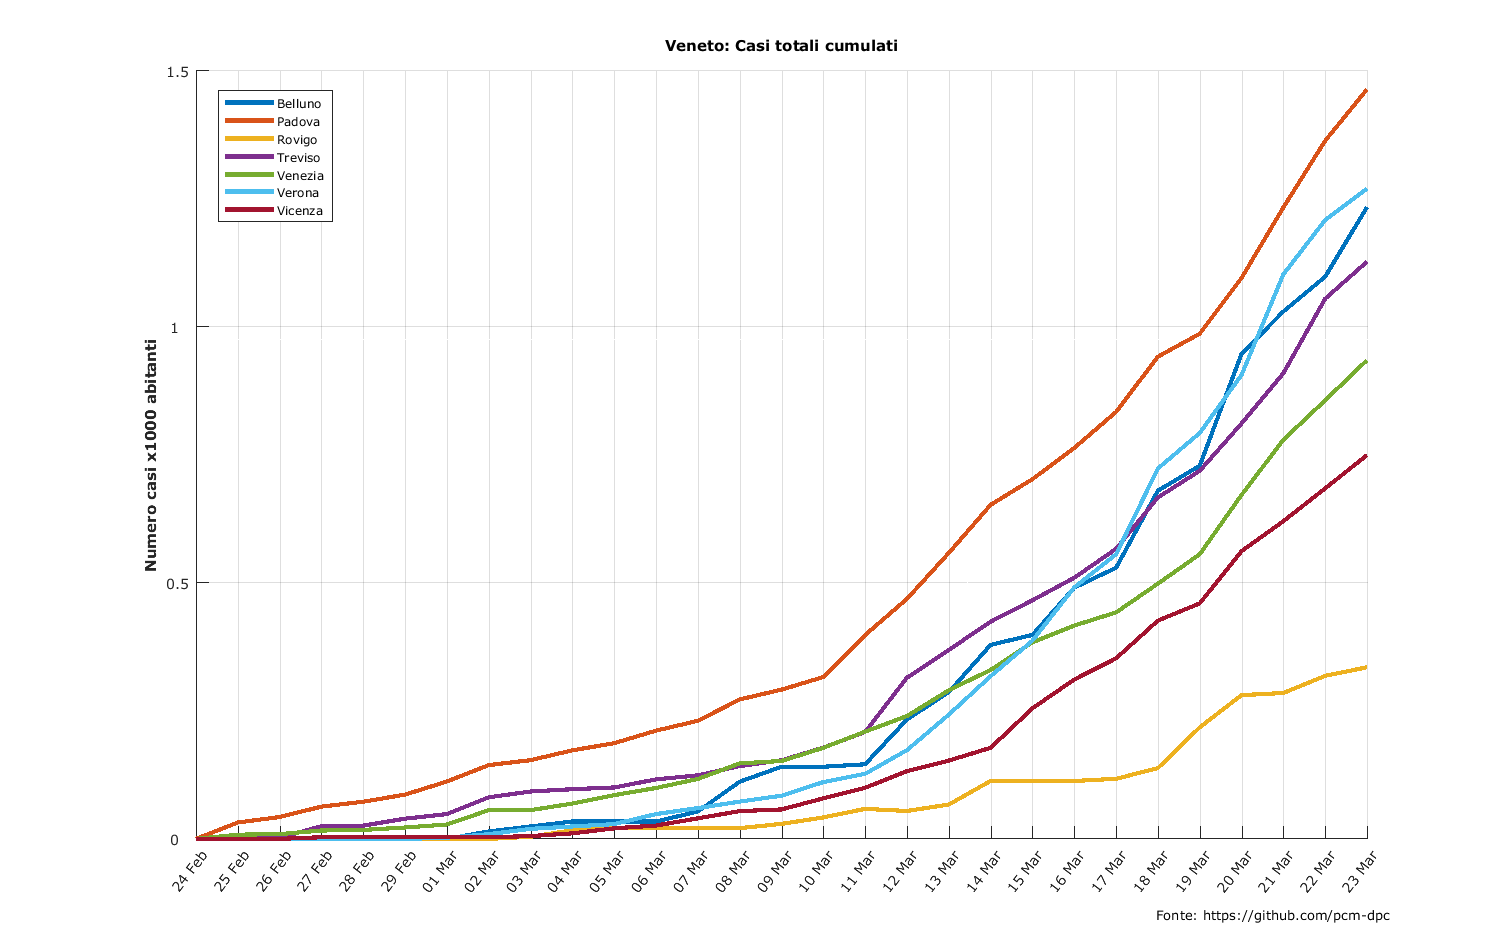 Veneto: Casi totali cumulati
1.5
1
0.5
0
Numero casi x1000 abitanti
Belluno
Padova
Rovigo
Treviso
Venezia
Verona
Vicenza
24 Feb
25 Feb
26 Feb
27 Feb
28 Feb
29 Feb
01 Mar
02 Mar
03 Mar
04 Mar
05 Mar
06 Mar
07 Mar
08 Mar
09 Mar
10 Mar
11 Mar
12 Mar
13 Mar
14 Mar
15 Mar
16 Mar
17 Mar
18 Mar
19 Mar
20 Mar
21 Mar
22 Mar
23 Mar
Fonte: https://github.com/pcm-dpc